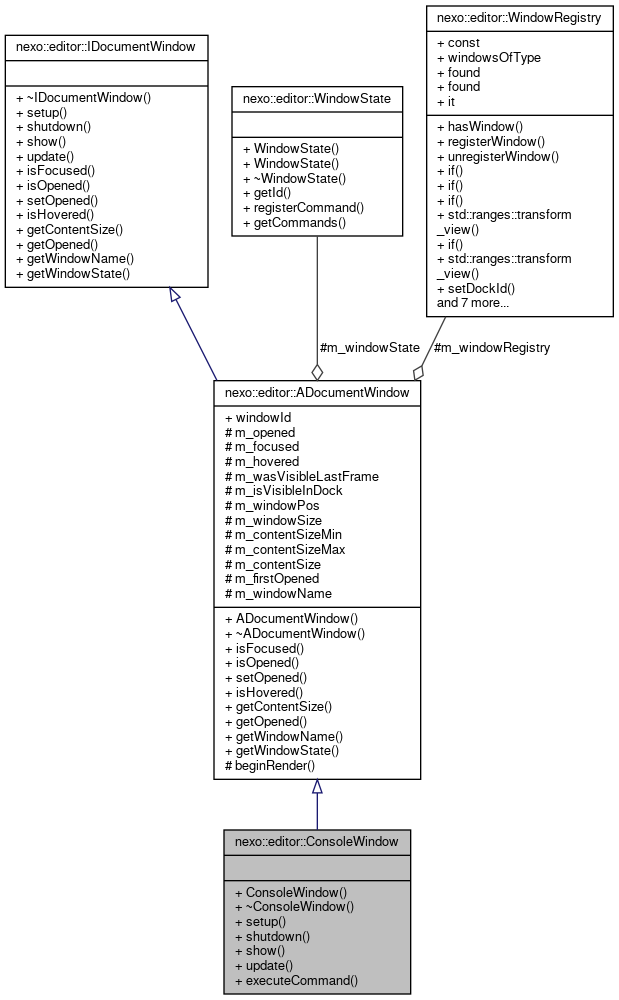 nexo::editor::IDocumentWindow
+ ~IDocumentWindow()
+ setup()
+ shutdown()
+ show()
+ update()
+ isFocused()
+ isOpened()
+ setOpened()
+ isHovered()
+ getContentSize()
+ getOpened()
+ getWindowName()
+ getWindowState()
nexo::editor::WindowState
+ WindowState()
+ WindowState()
+ ~WindowState()
+ getId()
+ registerCommand()
+ getCommands()
nexo::editor::WindowRegistry
+ const
+ windowsOfType
+ found
+ found
+ it
+ hasWindow()
+ registerWindow()
+ unregisterWindow()
+ if()
+ if()
+ if()
+ std::ranges::transform
_view()
+ if()
+ std::ranges::transform
_view()
+ setDockId()
and 7 more...
#m_windowState
#m_windowRegistry
nexo::editor::ADocumentWindow
+ windowId
# m_opened
# m_focused
# m_hovered
# m_wasVisibleLastFrame
# m_isVisibleInDock
# m_windowPos
# m_windowSize
# m_contentSizeMin
# m_contentSizeMax
# m_contentSize
# m_firstOpened
# m_windowName
+ ADocumentWindow()
+ ~ADocumentWindow()
+ isFocused()
+ isOpened()
+ setOpened()
+ isHovered()
+ getContentSize()
+ getOpened()
+ getWindowName()
+ getWindowState()
# beginRender()
nexo::editor::ConsoleWindow
+ ConsoleWindow()
+ ~ConsoleWindow()
+ setup()
+ shutdown()
+ show()
+ update()
+ executeCommand()